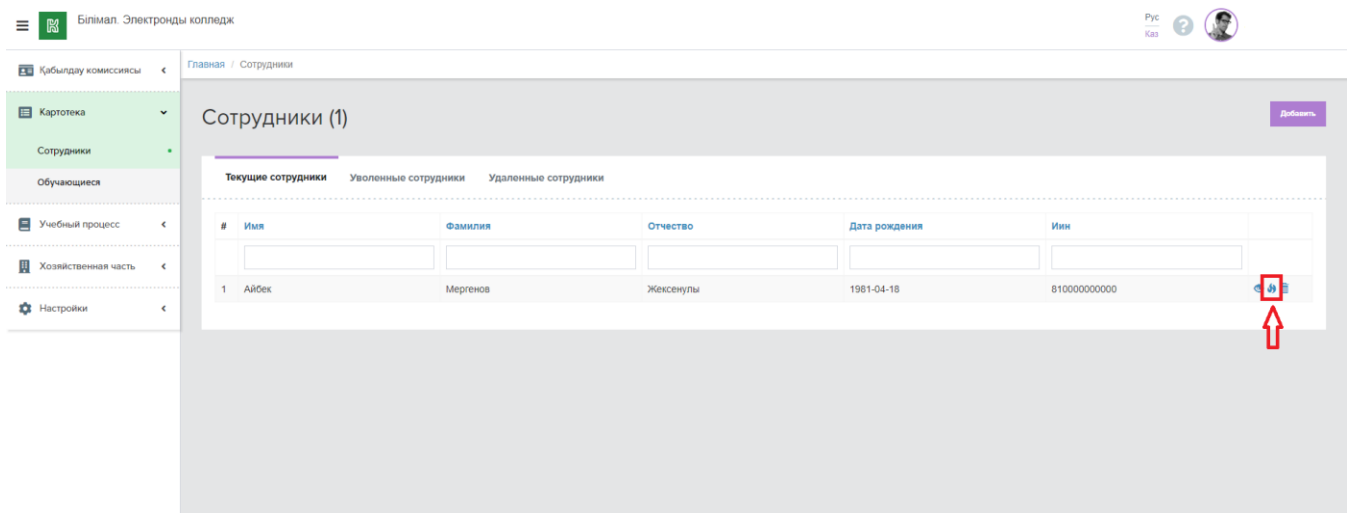 Білімал. Электронды колледж
Рус
Каз
?
Қабылдау комиссиясы
Главная / Сотрудники
Картотека
Сотрудники (1)
Добавить
Сотрудники
Обучающиеся
Текущие сотрудники Уволенные сотрудники Удаленные сотрудники
Учебный процесс
# Имя Фамилия Отчество Дата рождения Иин
Хозяйственная часть
1 Айбек Мергенов Жексенулы 1981-04-18 810000000000
Настройки